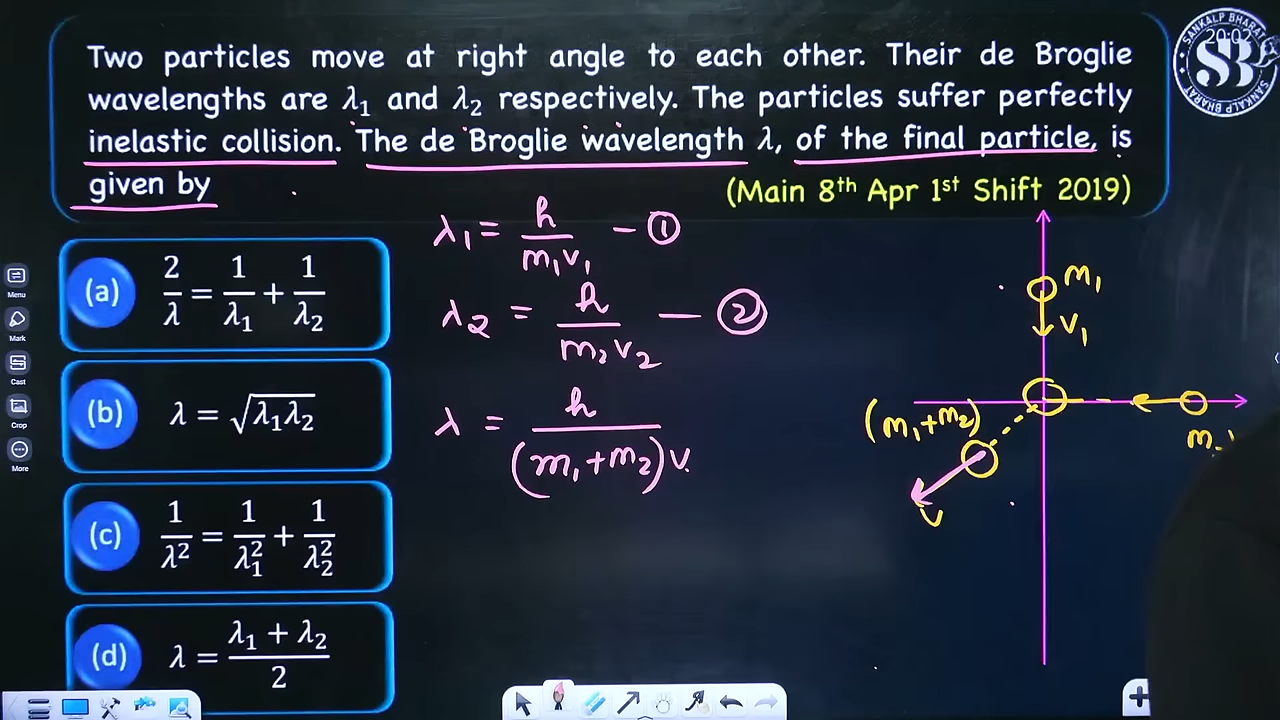 Two particles move at right angle to each other. Their de Broglie
wavelengths are λ₁ and λ₂ respectively. The particles suffer perfectly
inelastic collision. The de Broglie wavelength λ, of the final particle, is
given by
(Main 8ᵗʰ Apr 1ˢᵗ Shift 2019)
SANKALP BHARAT
20:02
SB
SANKALP BHARAT
(a) 2/λ = 1/λ₁ + 1/λ₂
(b) λ = √λ₁λ₂
(c) 1/λ² = 1/λ₁² + 1/λ₂²
(d) λ = (λ₁ + λ₂)/2
λ₁ = h/m₁v₁ – ①
λ₂ = h/m₂v₂ — ②
λ = h/(m₁+m₂)v
m₁
v₁
(m₁+m₂)
v
Menu
Mark
Cast
Crop
More